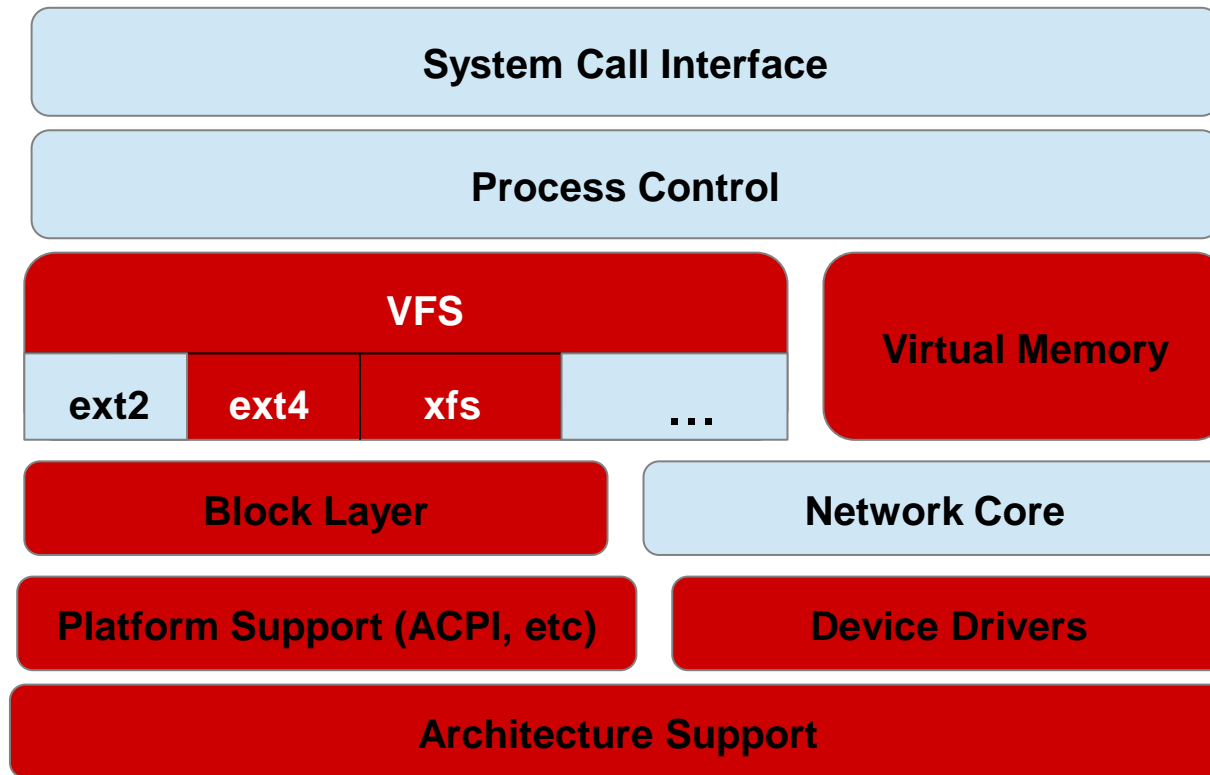 System Call Interface
Process Control
VFS
Virtual Memory
ext2
ext4
xfs
...
Block Layer
Network Core
Platform Support (ACPI, etc)
Device Drivers
Architecture Support